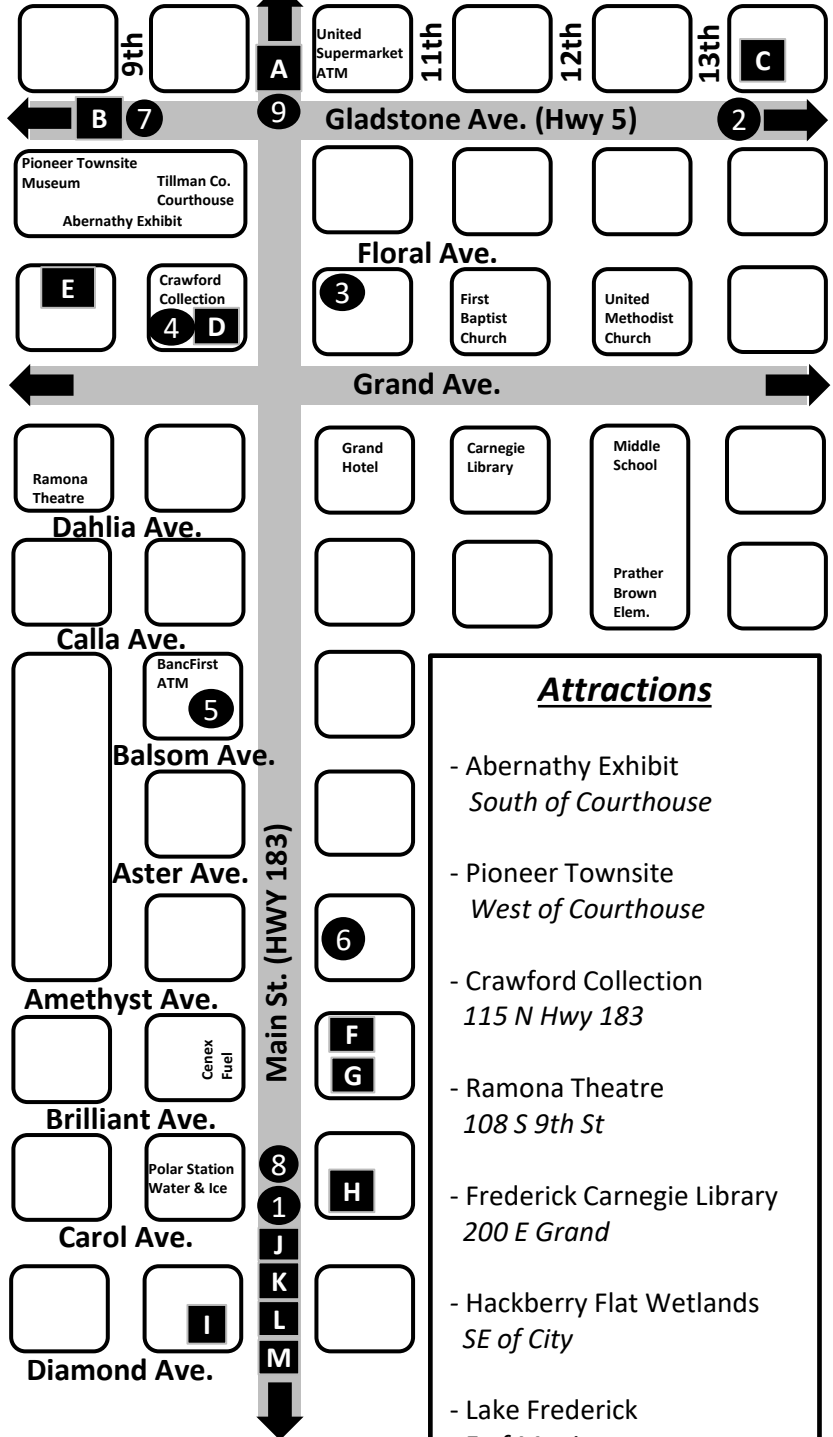 9th
A
United
Supermarket
ATM
11th
12th
13th
C
B
7
9
Gladstone Ave. (Hwy 5)
2
Pioneer Townsite
Museum
Tillman Co.
Courthouse
Abernathy Exhibit
Floral Ave.
E
Crawford
Collection
4
D
3
First
Baptist
Church
United
Methodist
Church
Grand Ave.
Ramona
Theatre
Grand
Hotel
Carnegie
Library
Middle
School
Dahlia Ave.
Prather
Brown
Elem.
Calla Ave.
BancFirst
ATM
5
Balsom Ave.
Aster Ave.
Main St. (HWY 183)
6
Amethyst Ave.
Cenex
Fuel
F
G
Brilliant Ave.
Polar Station
Water & Ice
8
1
H
Carol Ave.
J
K
L
M
I
Diamond Ave.
Attractions
- Abernathy Exhibit
South of Courthouse
- Pioneer Townsite
West of Courthouse
- Crawford Collection
115 N Hwy 183
- Ramona Theatre
108 S 9th St
- Frederick Carnegie Library
200 E Grand
- Hackberry Flat Wetlands
SE of City
- Lake Frederick